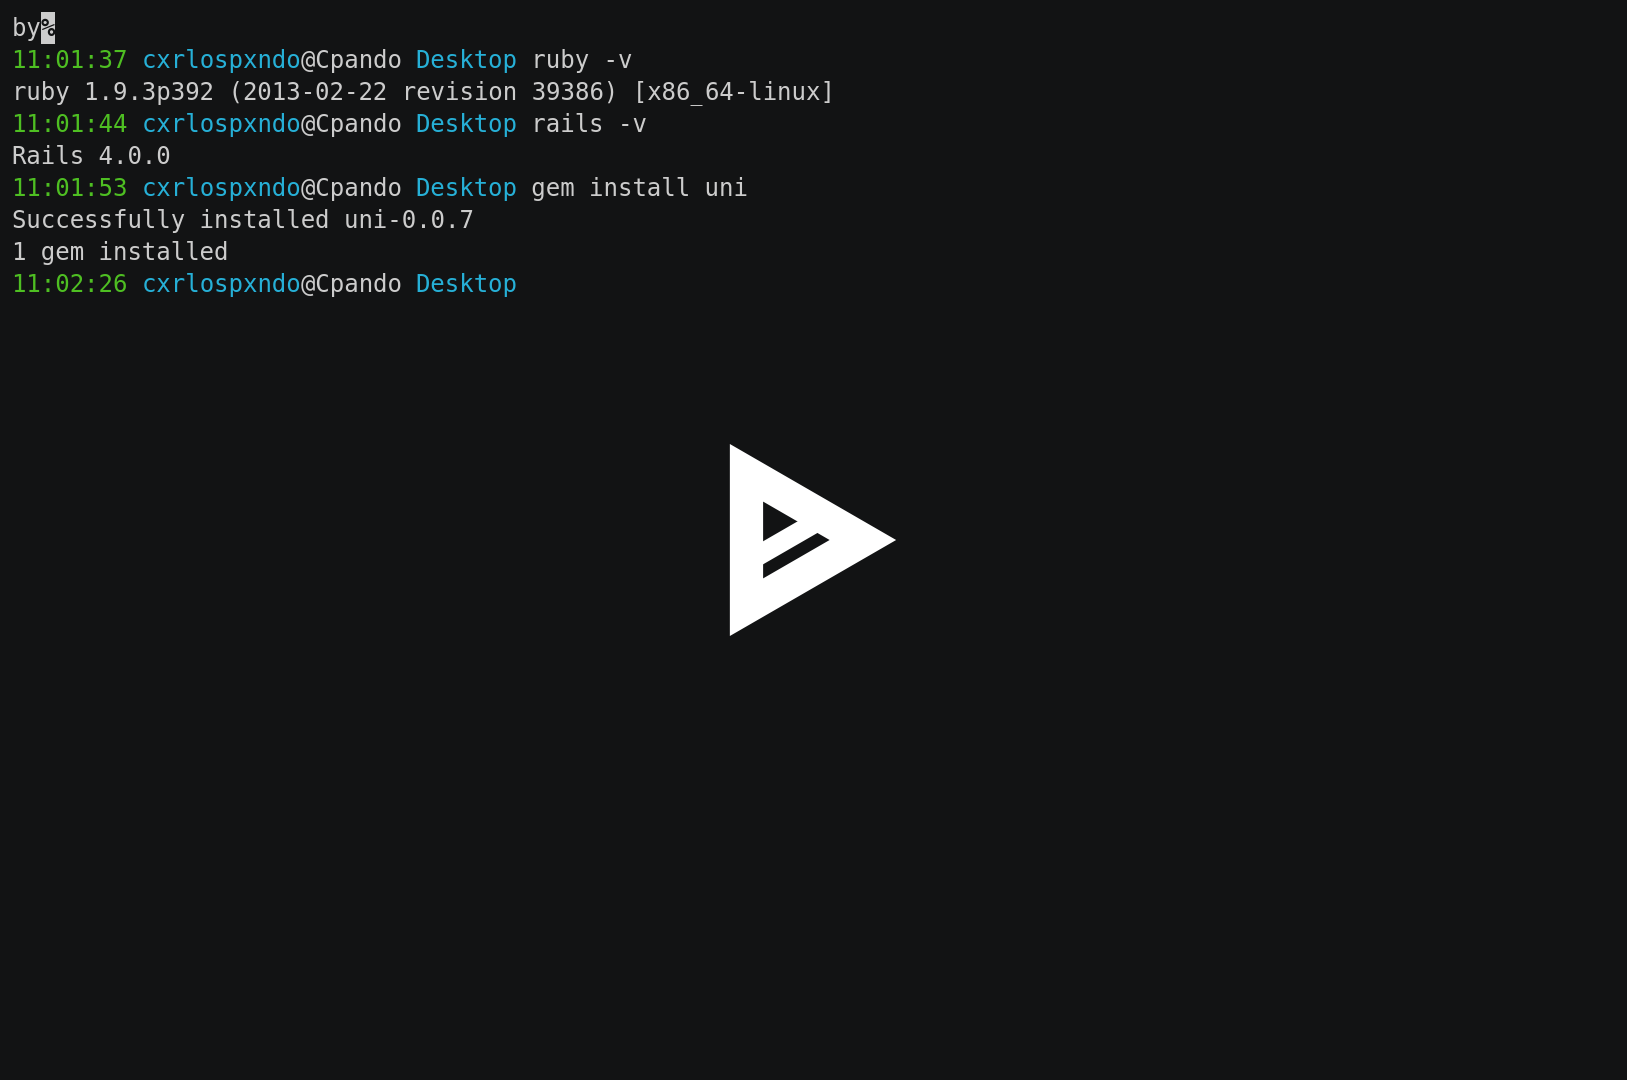 by%
11:01:37 cxrlospxndo@Cpando Desktop ruby -v
ruby 1.9.3p392 (2013-02-22 revision 39386) [x86_64-linux]
11:01:44 cxrlospxndo@Cpando Desktop rails -v
Rails 4.0.0
11:01:53 cxrlospxndo@Cpando Desktop gem install uni
Successfully installed uni-0.0.7
1 gem installed
11:02:26 cxrlospxndo@Cpando Desktop